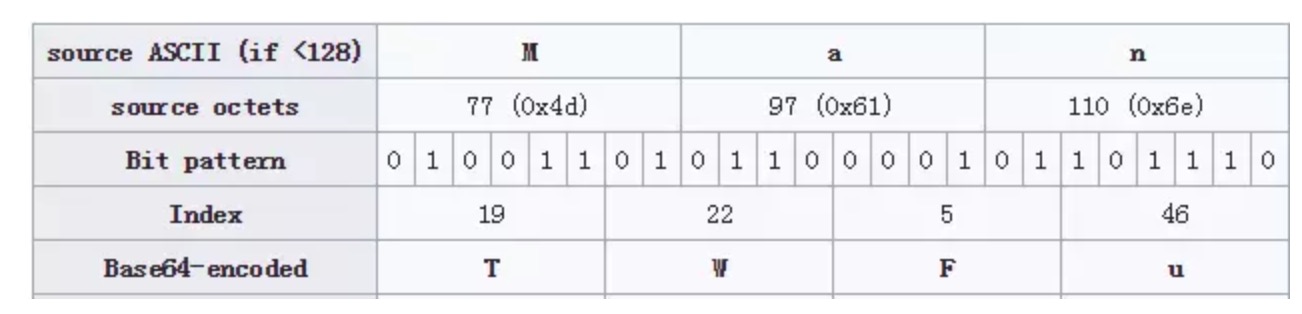 source ASCII (if <128) M a n
source octets 77 (0x4d) 97 (0x61) 110 (0x6e)
Bit pattern 0 1 0 0 1 1 0 1 0 1 1 0 0 0 0 1 0 1 1 0 1 1 1 0
Index 19 22 5 46
Base64-encoded T W F u